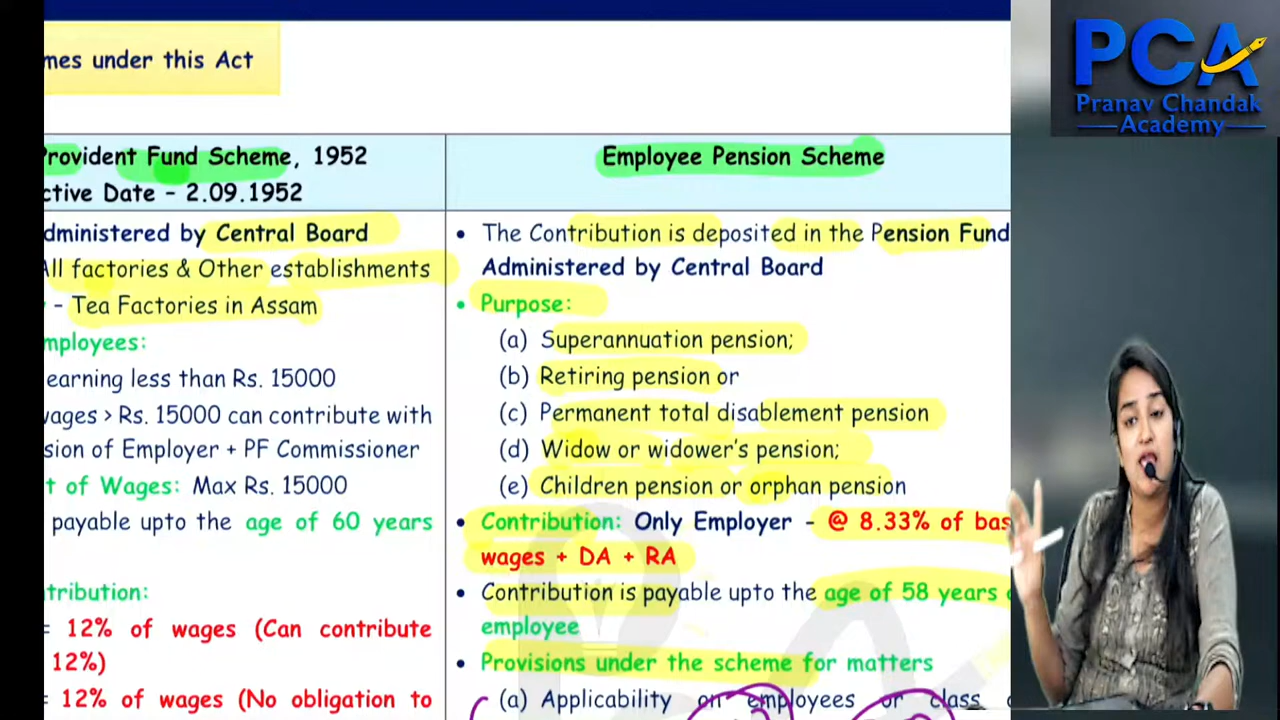 mes under this Act
Provident Fund Scheme, 1952
ctive Date – 2.09.1952
dministered by Central Board
All factories & Other establishments
– Tea Factories in Assam
mployees:
earning less than Rs. 15000
wages > Rs. 15000 can contribute with
sion of Employer + PF Commissioner
t of Wages: Max Rs. 15000
payable upto the age of 60 years
tribution:
= 12% of wages (Can contribute
12%)
= 12% of wages (No obligation to
Employee Pension Scheme
• The Contribution is deposited in the Pension Fund
Administered by Central Board
• Purpose:
(a) Superannuation pension;
(b) Retiring pension or
(c) Permanent total disablement pension
(d) Widow or widower's pension;
(e) Children pension or orphan pension
• Contribution: Only Employer - @ 8.33% of bas
wages + DA + RA
• Contribution is payable upto the age of 58 years o
employee
• Provisions under the scheme for matters
(a) Applicability on employees or class o
PCA
Pranav Chandak
Academy